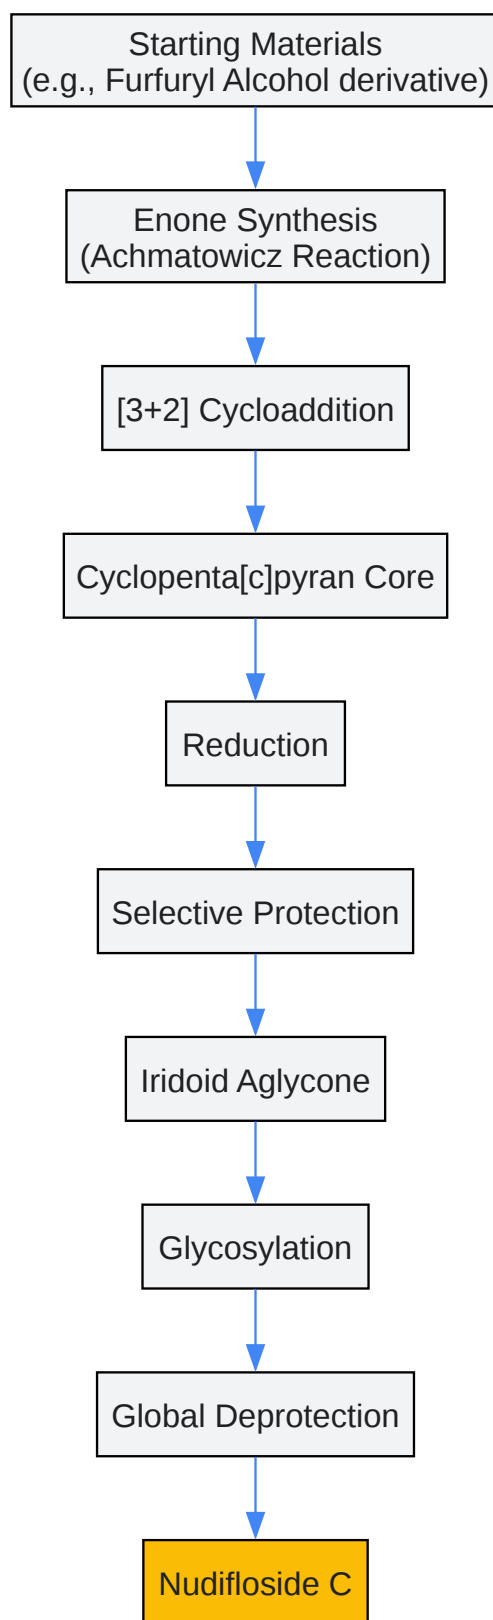 Starting Materials
(e.g., Furfuryl Alcohol derivative)
Enone Synthesis
(Achmatowicz Reaction)
[3+2] Cycloaddition
Cyclopenta[c]pyran Core
Reduction
Selective Protection
Iridoid Aglycone
Glycosylation
Global Deprotection
Nudifloside C